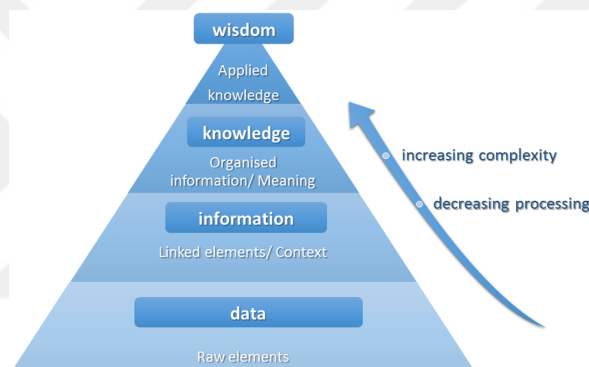 wisdom
Applied
knowledge
knowledge
Organised
information/ Meaning
information
Linked elements/ Context
data
Raw elements
increasing complexity
decreasing processing